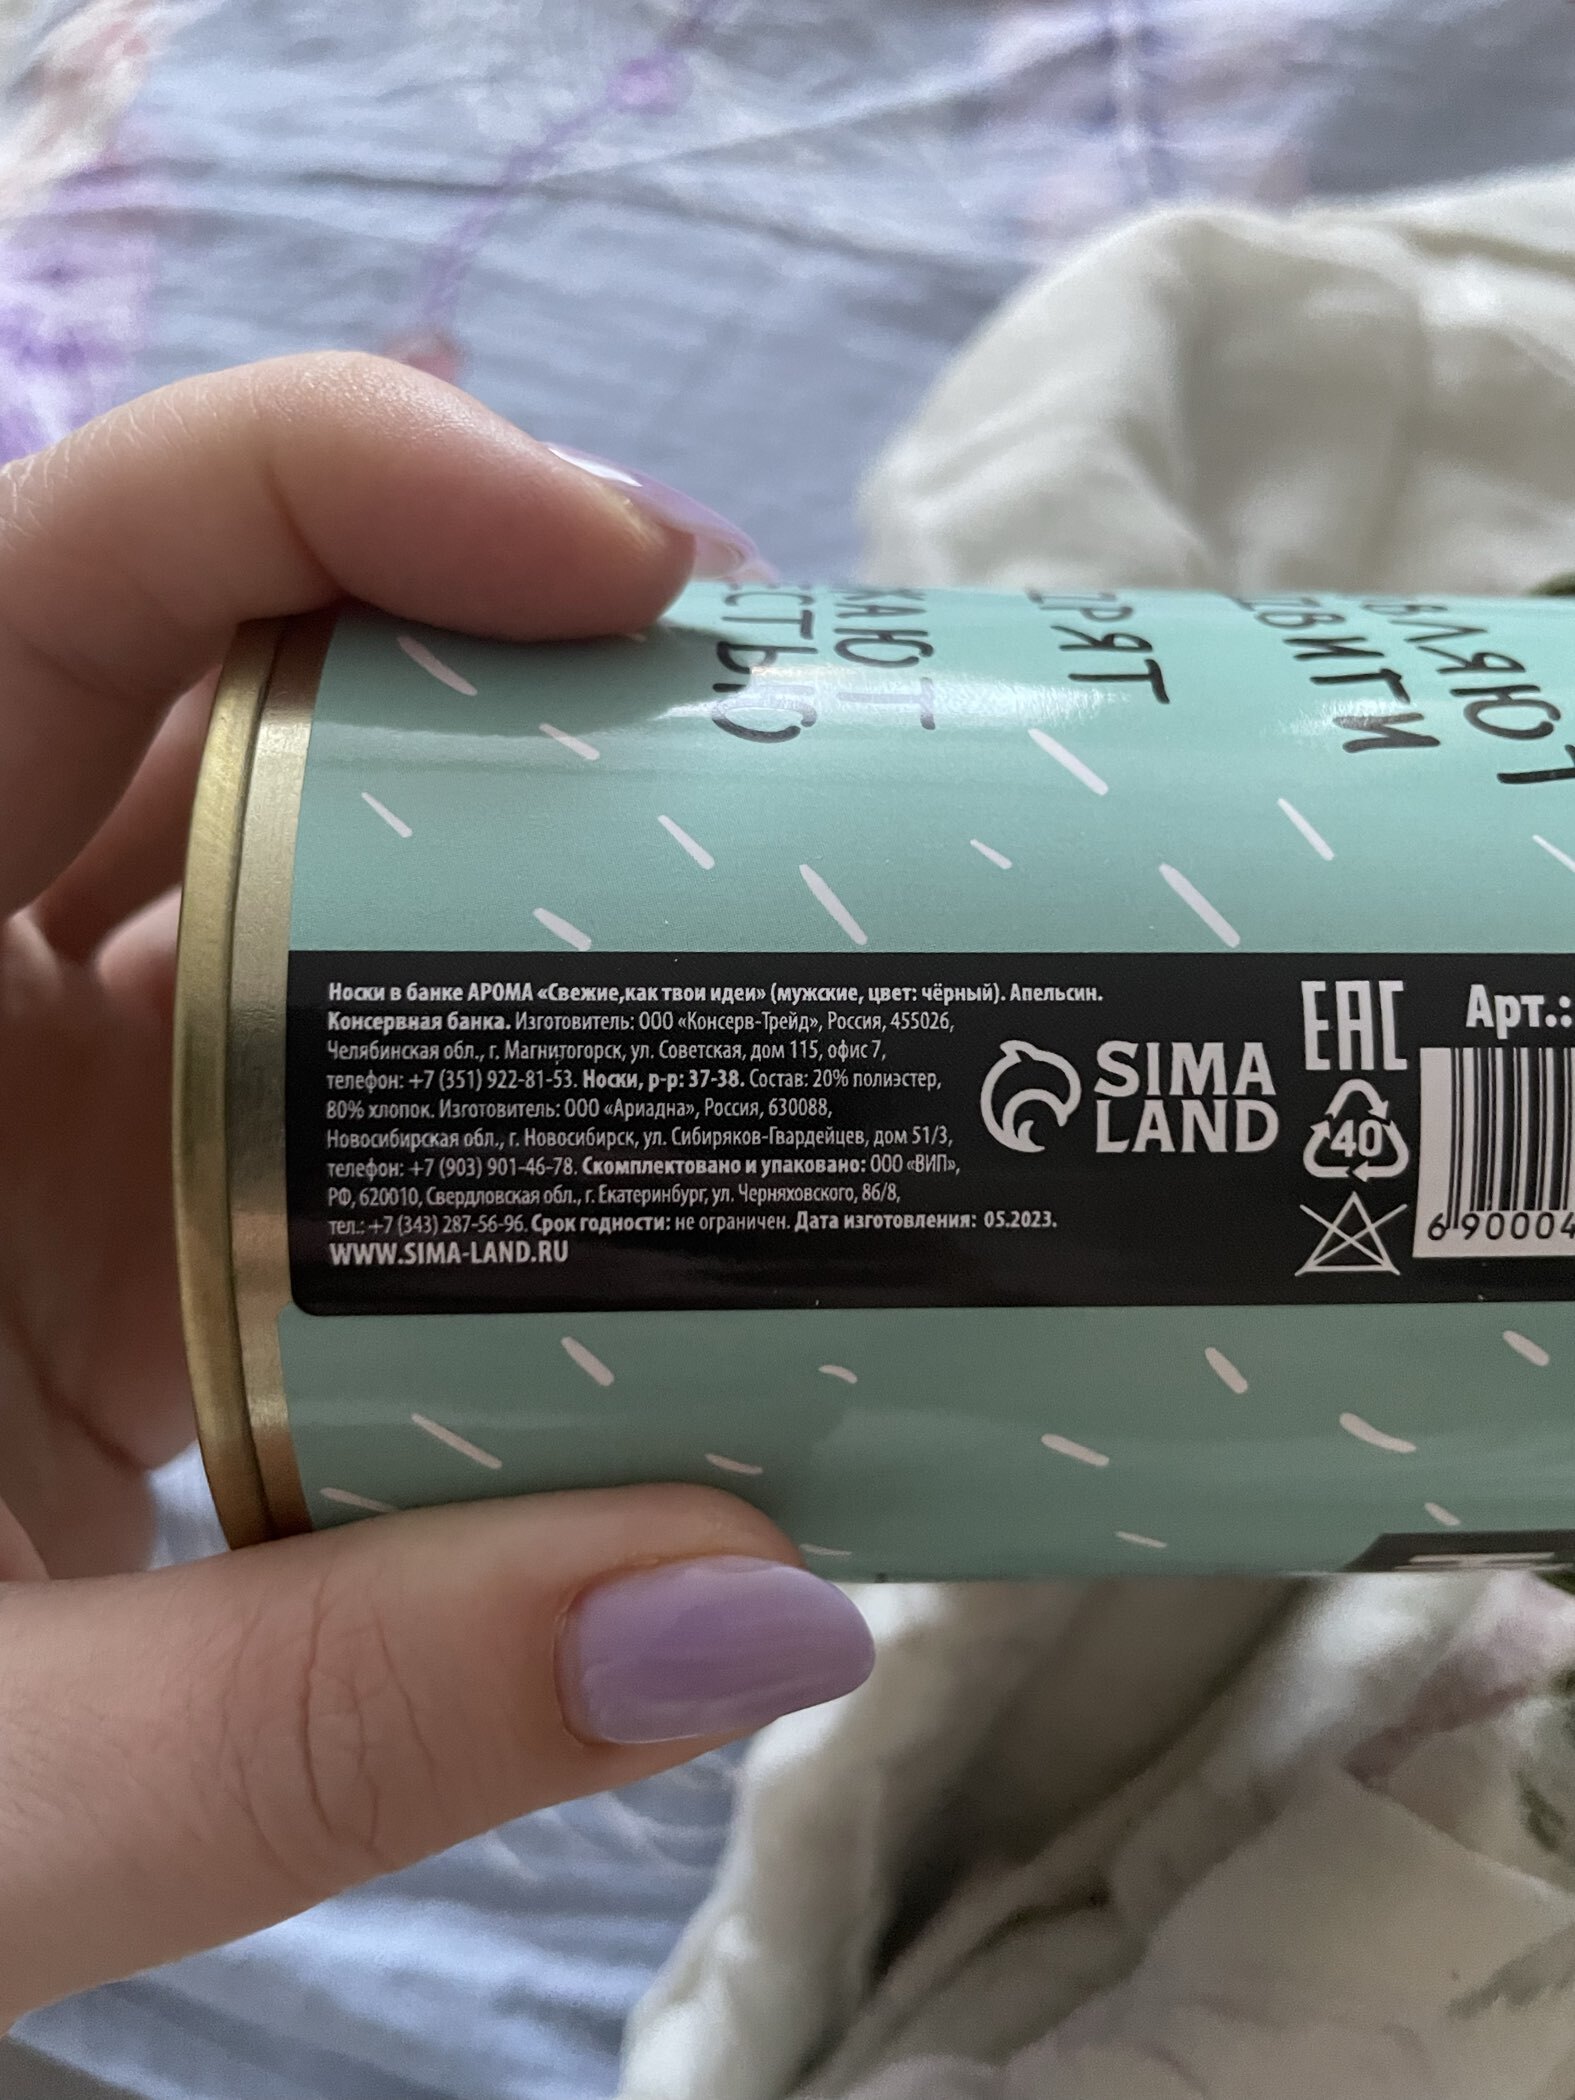 Носки в банке АРОМА «Свежие,как твои идеи» (мужские, цвет: чёрный). Апельсин.
Консервная банка. Изготовитель: ООО «Консерв-Трейд», Россия, 455026,
Челябинская обл., г. Магнитогорск, ул. Советская, дом 115, офис 7,
телефон: +7 (351) 922-81-53. Носки, р-р: 37-38. Состав: 20% полиэстер,
80% хлопок. Изготовитель: ООО «Ариадна», Россия, 630088,
Новосибирская обл., г. Новосибирск, ул. Сибиряков-Гвардейцев, дом 51/3,
телефон: +7 (903) 901-46-78. Скомплектовано и упаковано: ООО «ВИП»,
РФ, 620010, Свердловская обл., г. Екатеринбург, ул. Черняховского, 86/8,
тел.: +7 (343) 287-56-96. Срок годности: не ограничен. Дата изготовления: 05.2023.
WWW.SIMA-LAND.RU
SIMA
LAND
EAC
40
Арт.:
6 90004